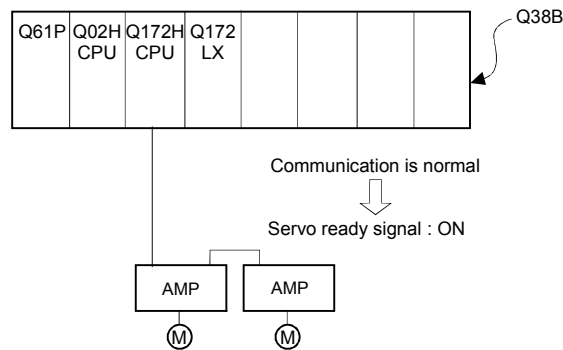 Q38B
Q61P Q02H Q172H Q172
CPU CPU LX
Communication is normal
Servo ready signal : ON
AMP AMP
M M